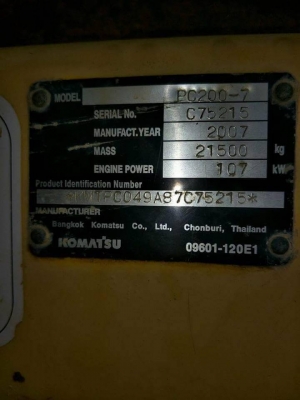 MODEL PC200-7
SERIAL No. C75215
MANUFACT.YEAR 2007
MASS 21500 kg
ENGINE POWER 107 kW
Product Identification Number
MANUFACTURER
Bangkok Komatsu Co., Ltd., Chonburi, Thailand
KOMATSU 09601-120E1